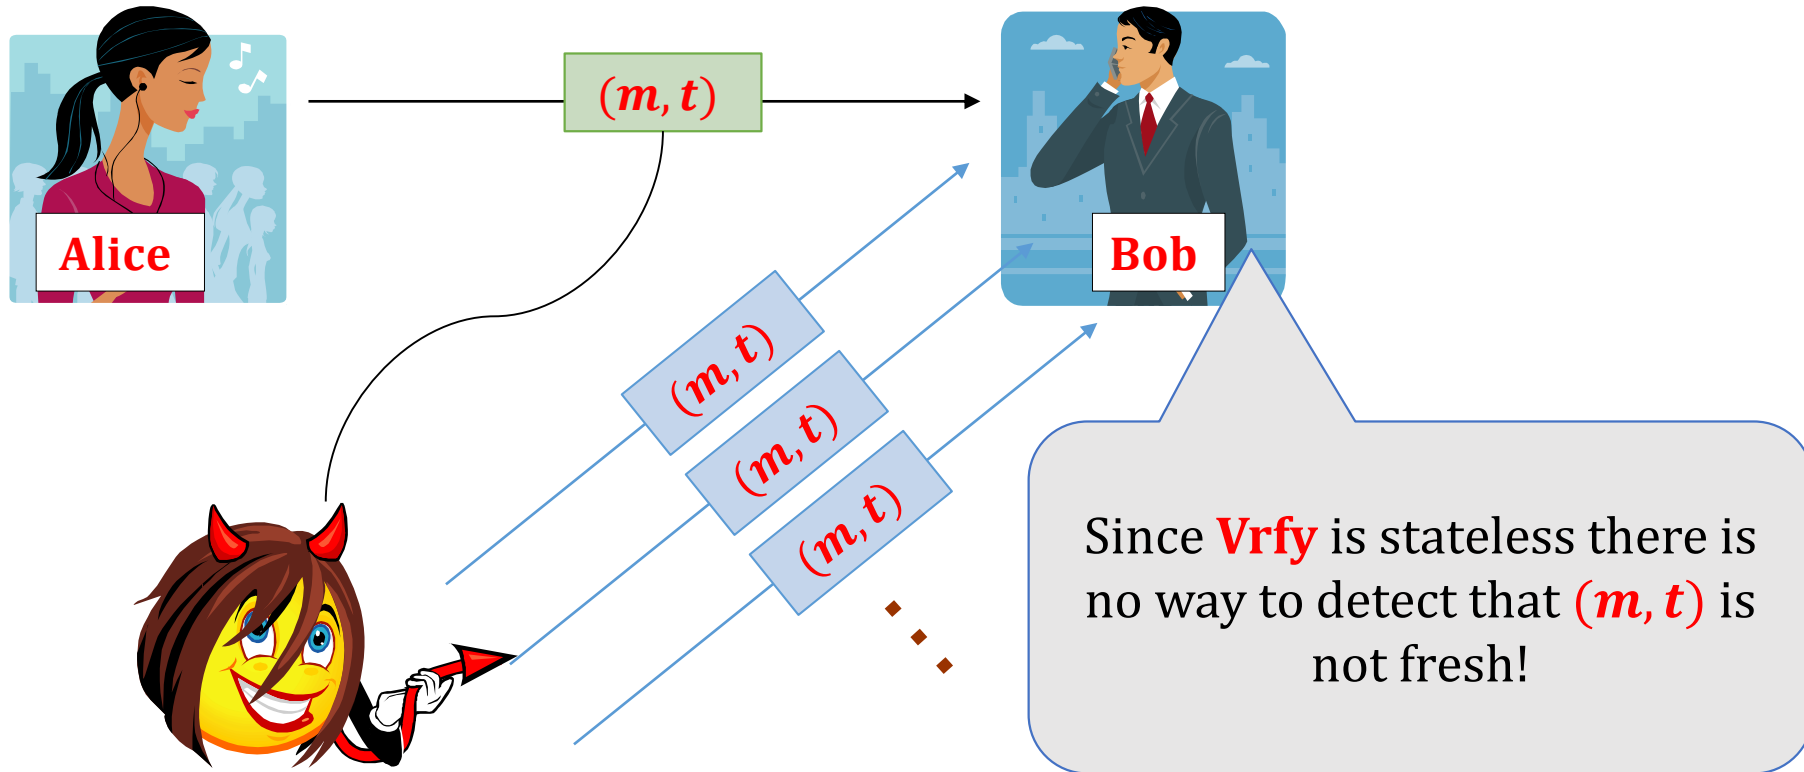 (m, t)
Alice
Bob
(m, t)
(m, t)
(m, t)
Since Vrfy is stateless there is
no way to detect that (m, t) is
not fresh!